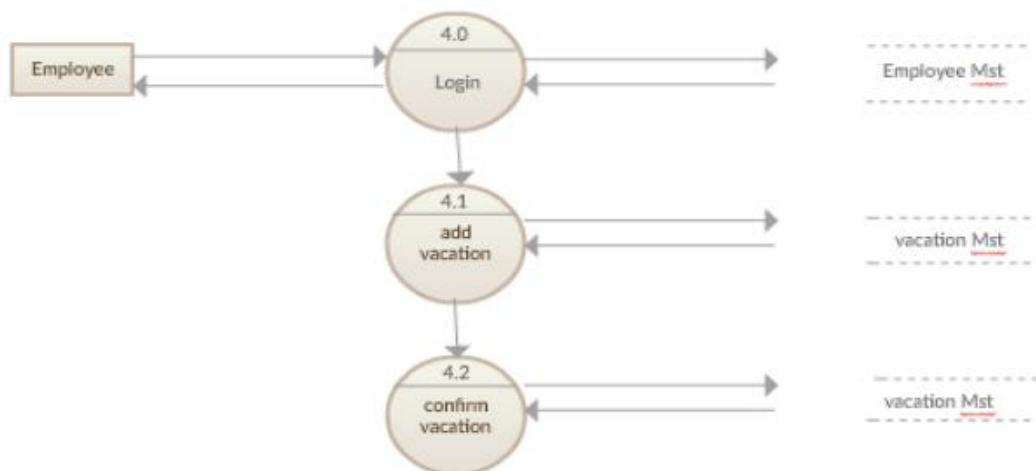 4.0
Employee
Login
Employee Mst
4.1
add
vacation
vacation Mst
4.2
confirm
vacation
vacation Mst